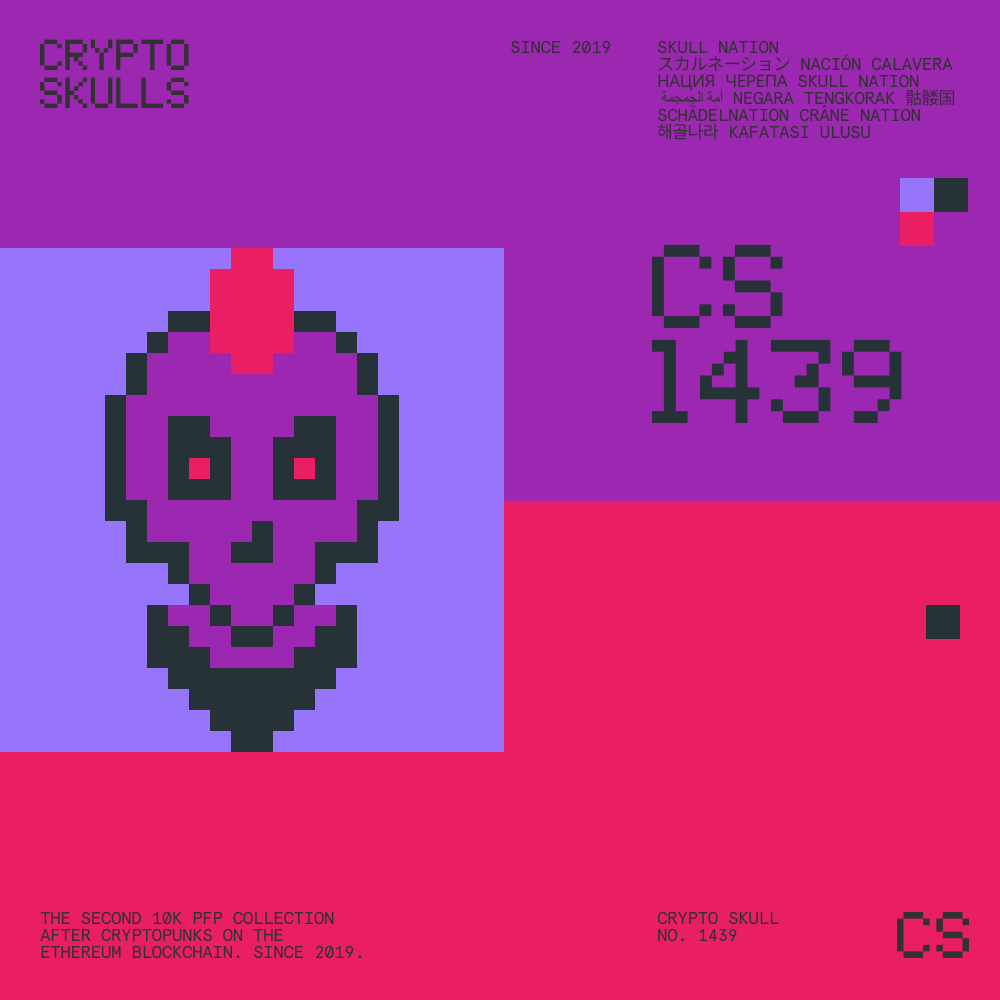 CRYPTO
SKULLS
SINCE 2019
SKULL NATION
スカルネーション NACIÓN CALAVERA
НАЦИЯ ЧЕРЕПА SKULL NATION
أمة الجمجمة NEGARA TENGKORAK 骷髅国
SCHÄDELNATION CRÂNE NATION
해골나라 KAFATASI ULUSU
CS
1439
THE SECOND 10K PFP COLLECTION
AFTER CRYPTOPUNKS ON THE
ETHEREUM BLOCKCHAIN. SINCE 2019.
CRYPTO SKULL
NO. 1439
CS